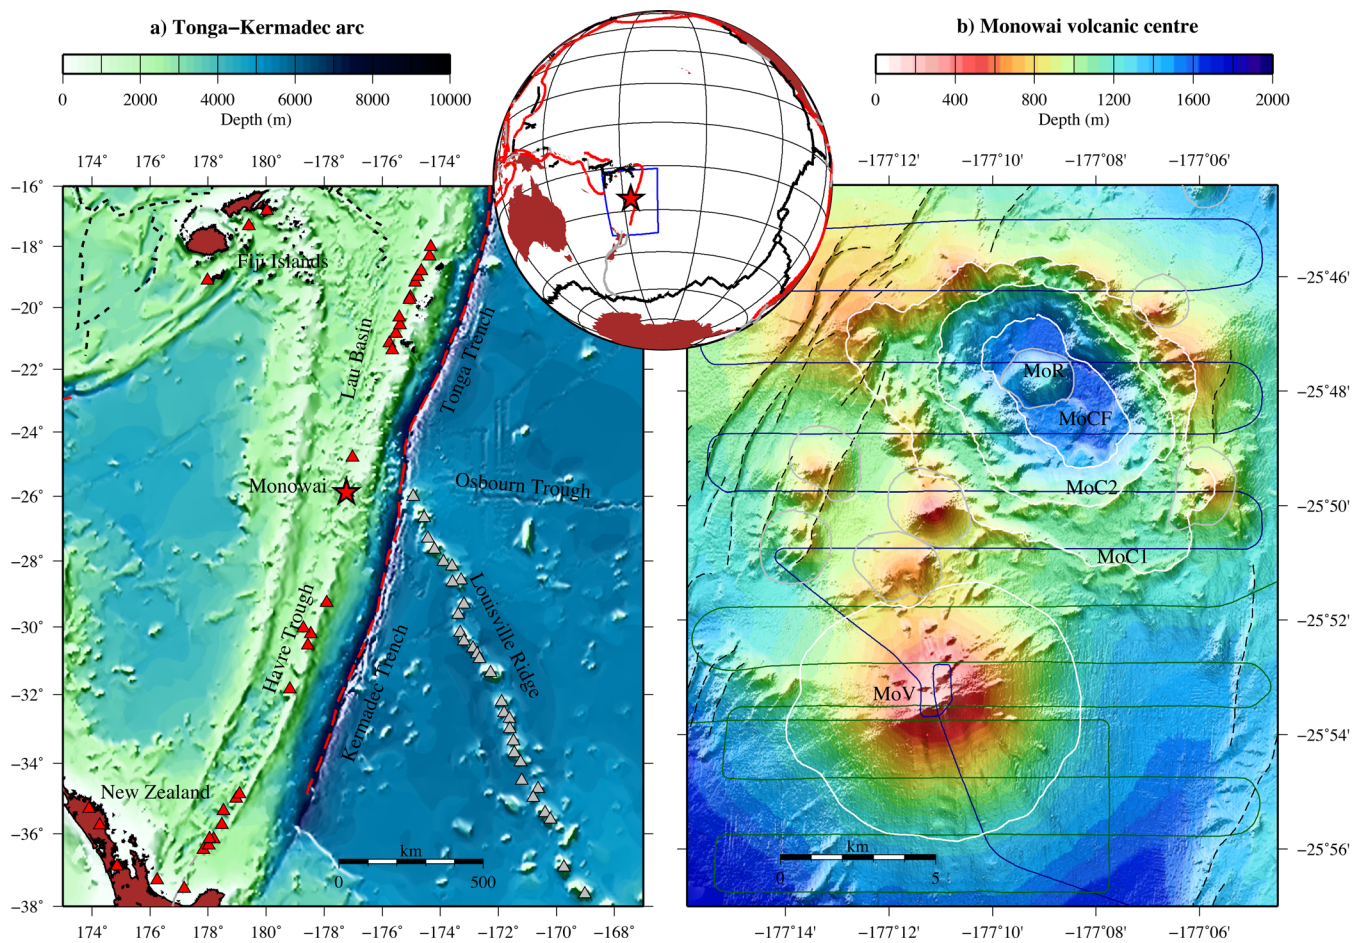 a) Tonga−Kermadec arc
0 2000 4000 6000 8000 10000
Depth (m)
b) Monowai volcanic centre
0 400 800 1200 1600 2000
Depth (m)
174° 176° 178° 180° −178° −176° −174°
−16°
−18°
−20°
−22°
−24°
−26°
−28°
−30°
−32°
−34°
−36°
−38°
Fiji Islands
Lau Basin
Tonga Trench
Monowai
Osbourn Trough
Louisville Ridge
Havre Trough
Kermadec Trench
New Zealand
km
0 500
174° 176° 178° 180° −178° −176° −174° −172° −170° −168°
−177°12' −177°10' −177°08' −177°06'
−25°46'
−25°48'
−25°50'
−25°52'
−25°54'
−25°56'
MoR
MoCF
MoC2
MoC1
MoV
km
0 5
−177°14' −177°12' −177°10' −177°08' −177°06'